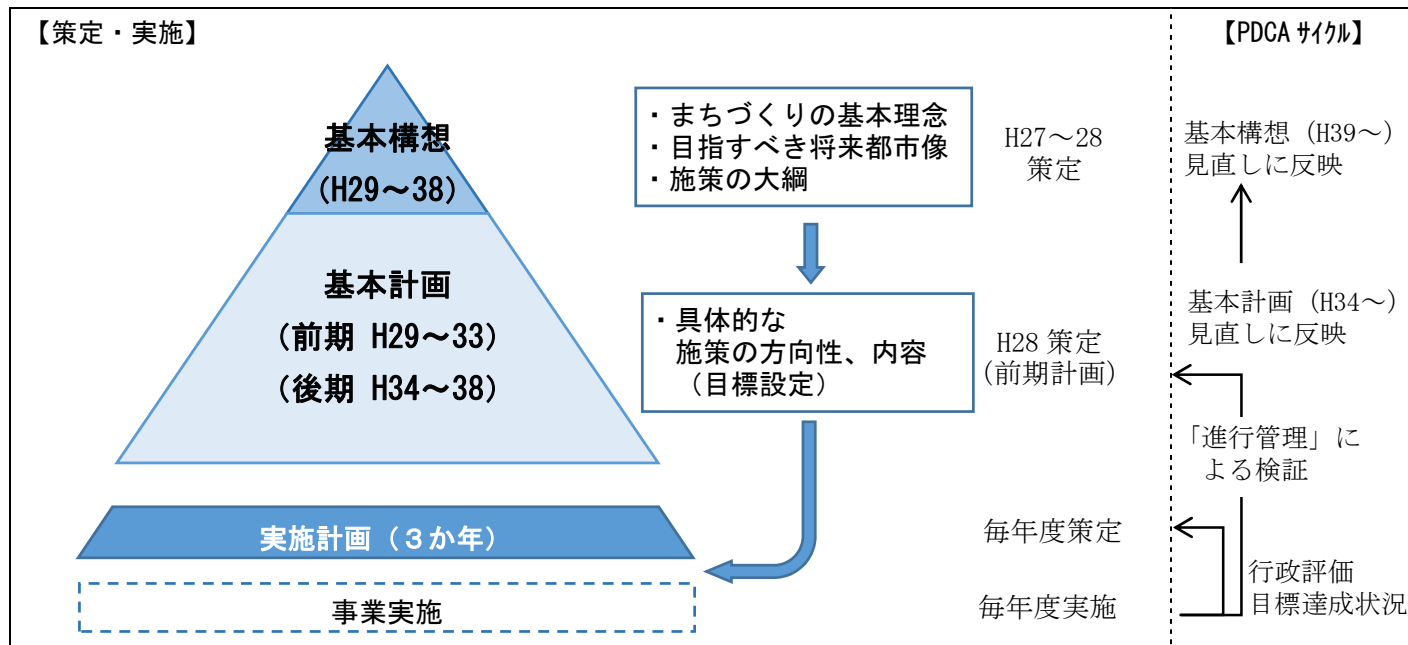 【策定・実施】
【PDCA ｻｲｸﾙ】
基本構想
(H29～38)
・まちづくりの基本理念
・目指すべき将来都市像
・施策の大綱
H27～28
策定
基本構想（H39～）
見直しに反映
基本計画
(前期 H29～33)
(後期 H34～38)
・具体的な
施策の方向性、内容
（目標設定）
H28 策定
(前期計画)
基本計画（H34～）
見直しに反映
「進行管理」に
よる検証
実施計画（３か年）
毎年度策定
事業実施
毎年度実施
行政評価
目標達成状況